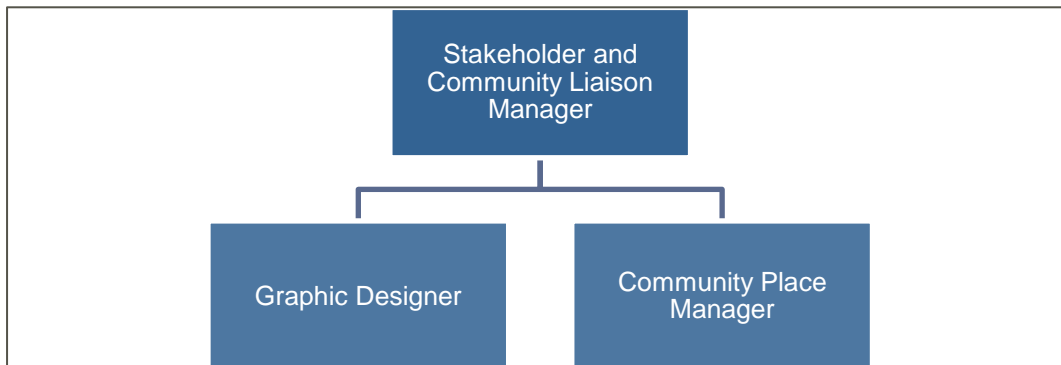 Stakeholder and
Community Liaison
Manager
Graphic Designer
Community Place
Manager